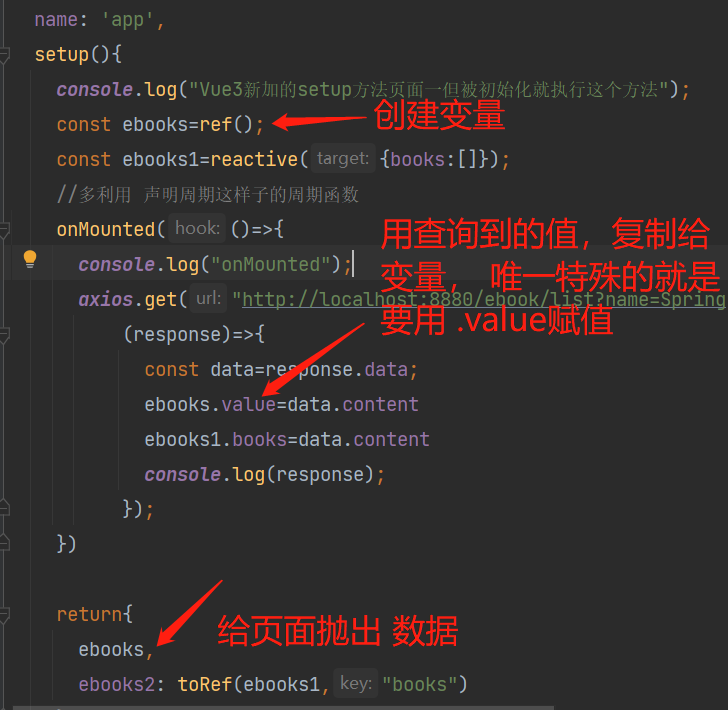 name: 'app',
setup(){
console.log("Vue3新加的setup方法页面一但被初始化就执行这个方法");
const ebooks=ref();
创建变量
const ebooks1=reactive( target: {books:[]});
//多利用 声明周期这样子的周期函数
onMounted( hook: ()=>{
用查询到的值，复制给
console.log("onMounted");
变量， 唯一特殊的就是
axios.get( url: "http://localhost:8880/ebook/list?name=Spring
要用 .value赋值
(response)=>{
const data=response.data;
ebooks.value=data.content
ebooks1.books=data.content
console.log(response);
});
})
return{
给页面抛出 数据
ebooks,
ebooks2: toRef(ebooks1, key: "books")